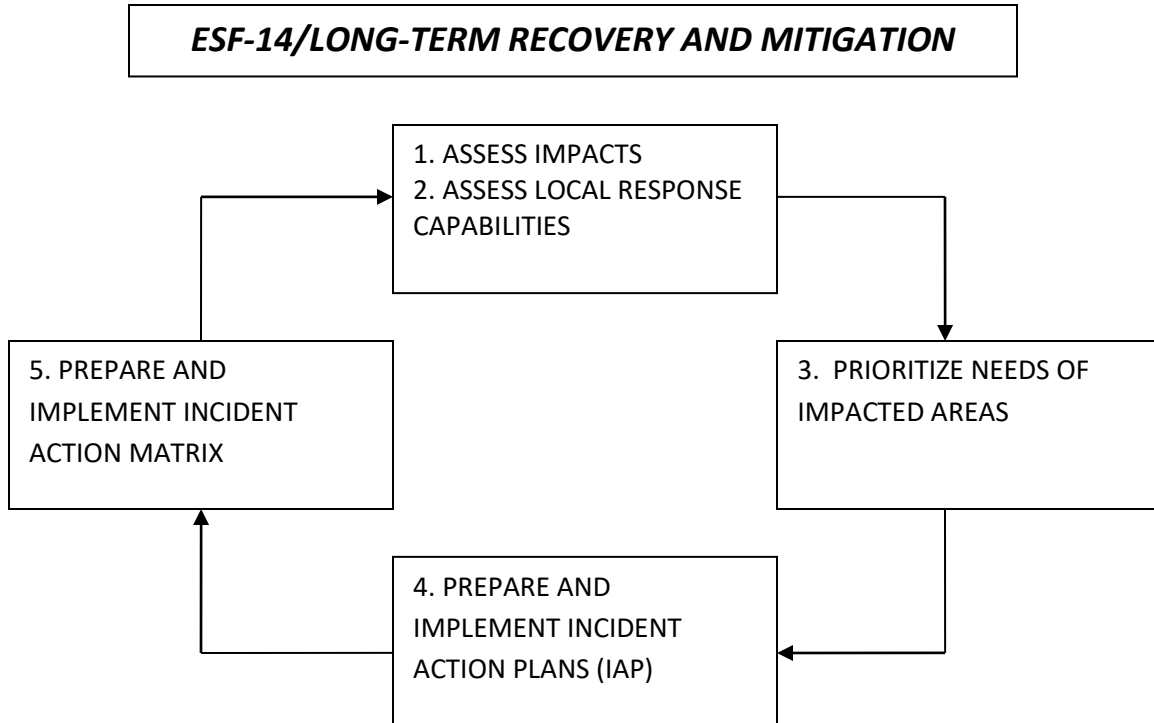 ESF-14/LONG-TERM RECOVERY AND MITIGATION
1. ASSESS IMPACTS
2. ASSESS LOCAL RESPONSE
CAPABILITIES
3.  PRIORITIZE NEEDS OF
IMPACTED AREAS
4. PREPARE AND
IMPLEMENT INCIDENT
ACTION PLANS (IAP)
5. PREPARE AND
IMPLEMENT INCIDENT
ACTION MATRIX